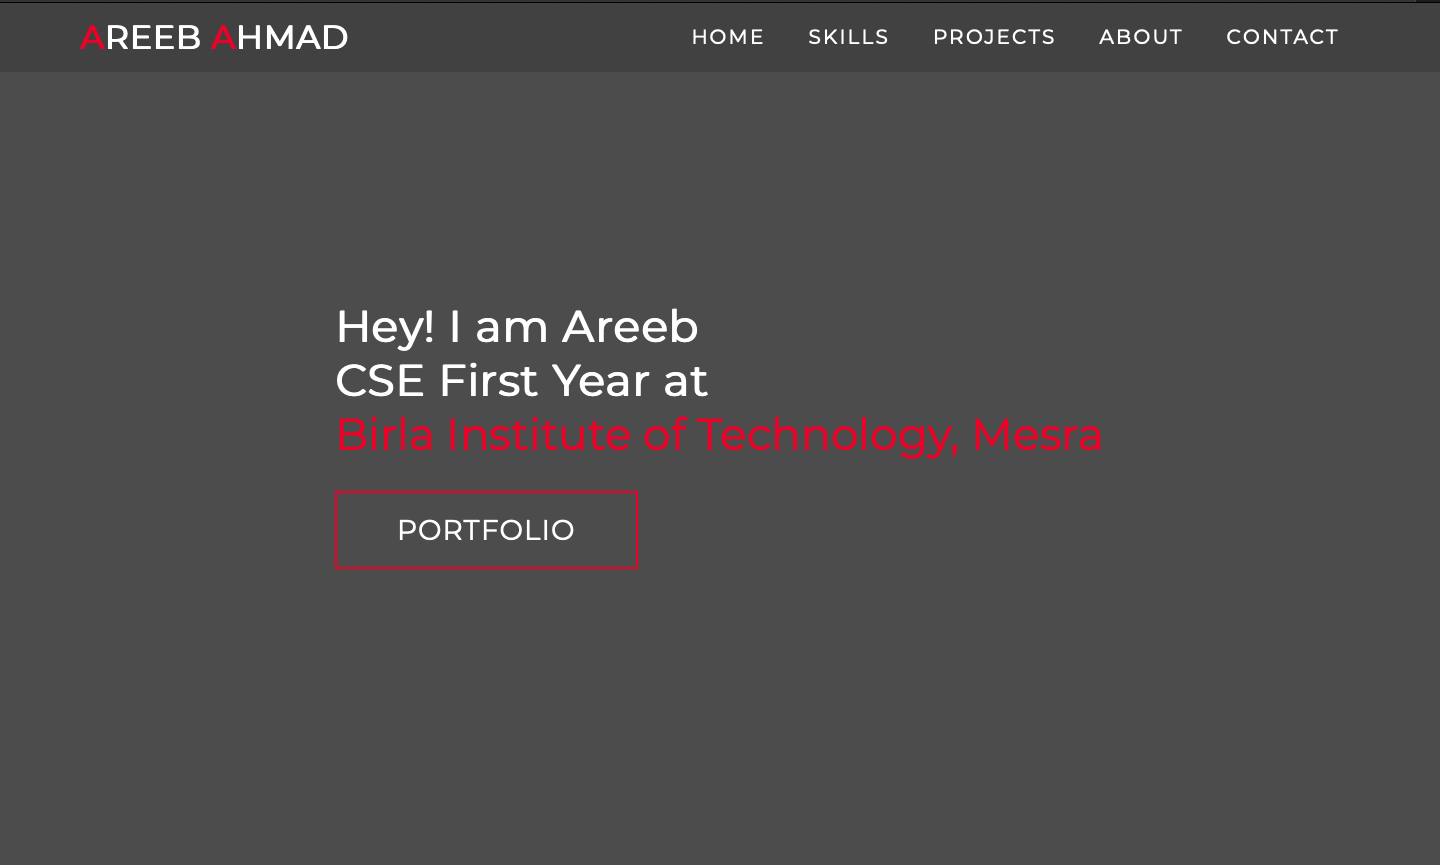 AREEB AHMAD
HOME SKILLS PROJECTS ABOUT CONTACT
Hey! I am Areeb
CSE First Year at
Birla Institute of Technology, Mesra
PORTFOLIO